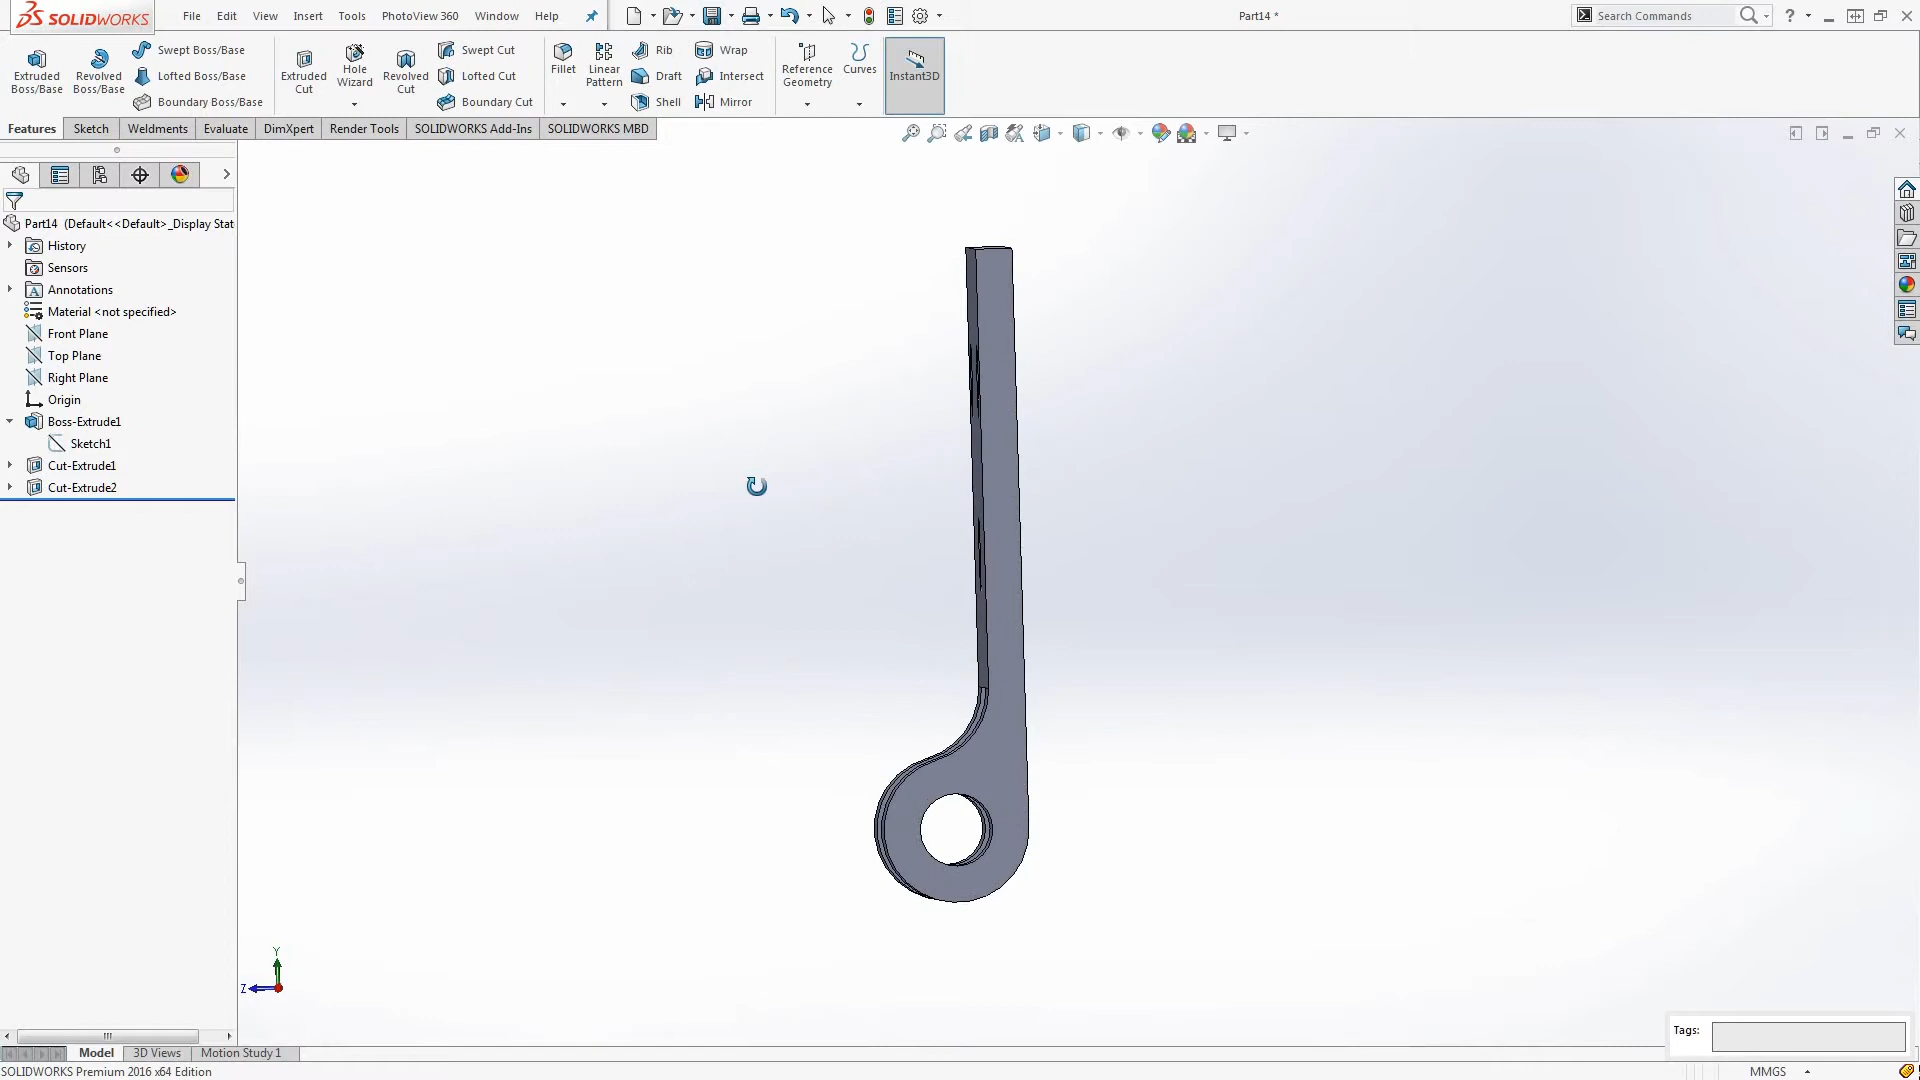 SOLIDWORKS
File Edit View Insert Tools PhotoView 360 Window Help
Part14 *
Search Commands
Extruded Boss/Base
Revolved Boss/Base
Swept Boss/Base
Lofted Boss/Base
Boundary Boss/Base
Extruded Cut
Hole Wizard
Revolved Cut
Swept Cut
Lofted Cut
Boundary Cut
Fillet
Linear Pattern
Rib
Draft
Shell
Wrap
Intersect
Mirror
Reference Geometry
Curves
Instant3D
Features Sketch Weldments Evaluate DimXpert Render Tools SOLIDWORKS Add-Ins SOLIDWORKS MBD
Part14 (Default<<Default>_Display Stat
History
Sensors
A Annotations
Material <not specified>
Front Plane
Top Plane
Right Plane
Origin
Boss-Extrude1
Sketch1
Cut-Extrude1
Cut-Extrude2
Y
Z
Tags:
Model 3D Views Motion Study 1
SOLIDWORKS Premium 2016 x64 Edition
MMGS